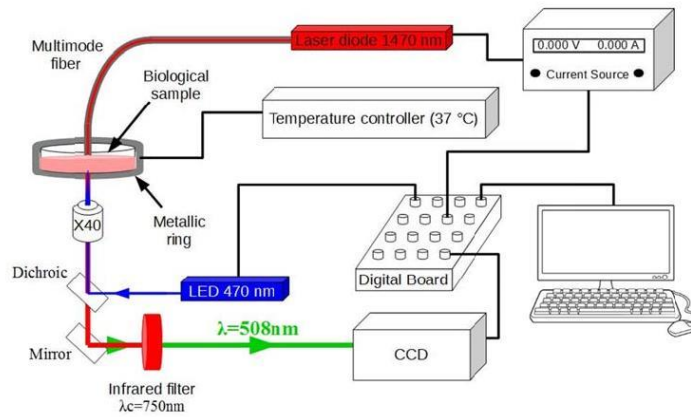 Multimode
fiber
Laser diode 1470 nm
0.000 V 0.000 A
Current Source
Biological
sample
Temperature controller (37 °C)
Metallic
ring
X40
Dichroic
LED 470 nm
Digital Board
Mirror
λ=508nm
CCD
Infrared filter
λc=750nm